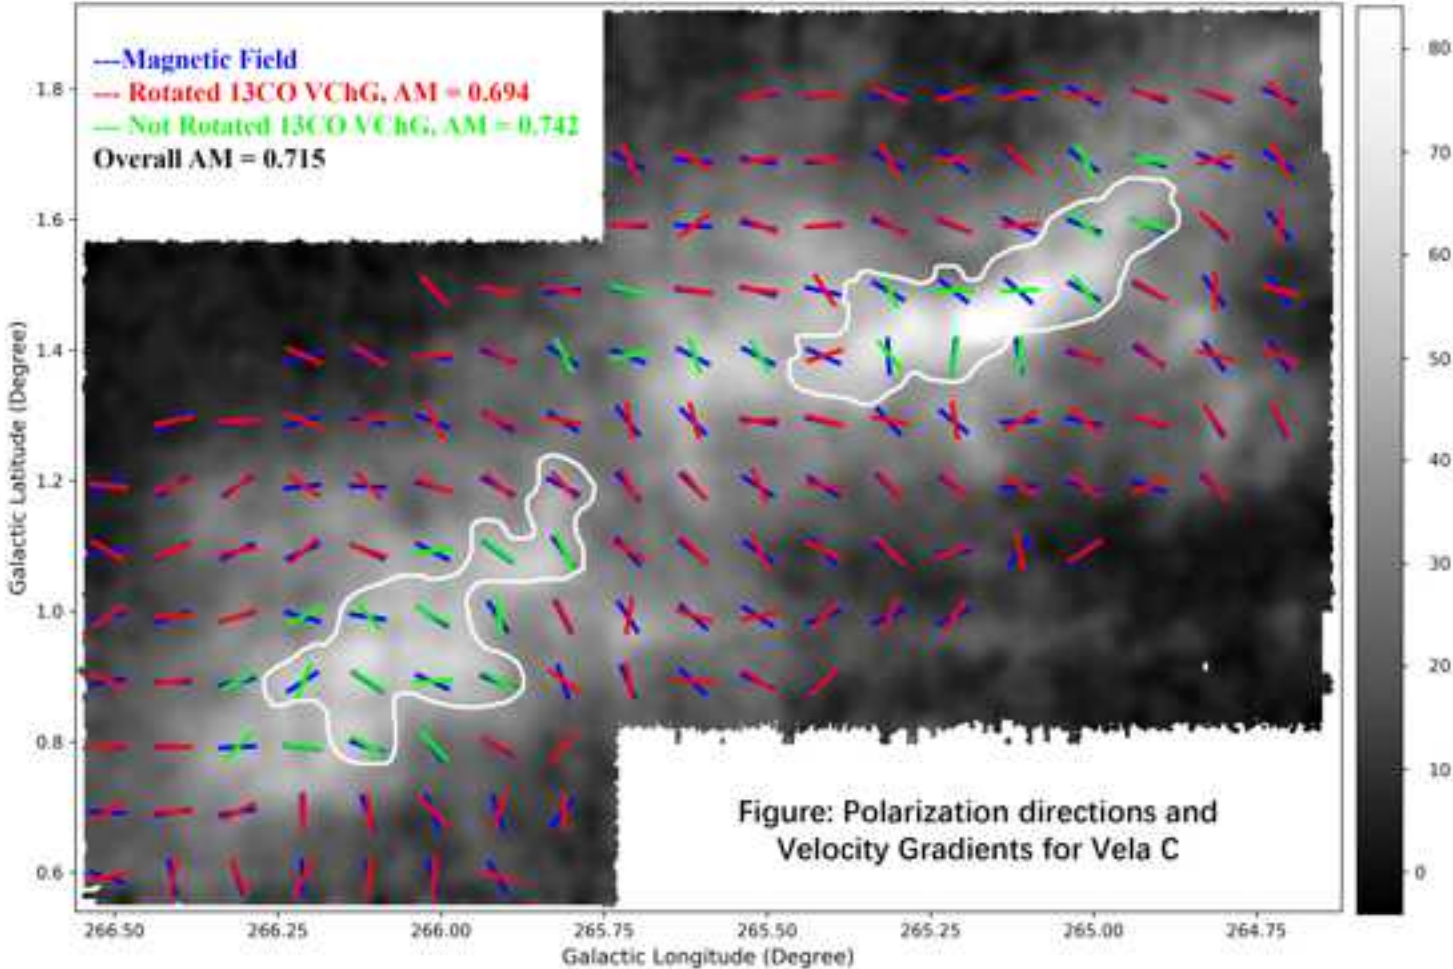 ---Magnetic Field
--- Rotated 13CO VChG, AM = 0.694
--- Not Rotated 13CO VChG, AM = 0.742
Overall AM = 0.715
Galactic Latitude (Degree)
1.8
1.6
1.4
1.2
1.0
0.8
0.6
80
70
60
50
40
30
20
10
0
Figure: Polarization directions and
Velocity Gradients for Vela C
266.50 266.25 266.00 265.75 265.50 265.25 265.00 264.75
Galactic Longitude (Degree)